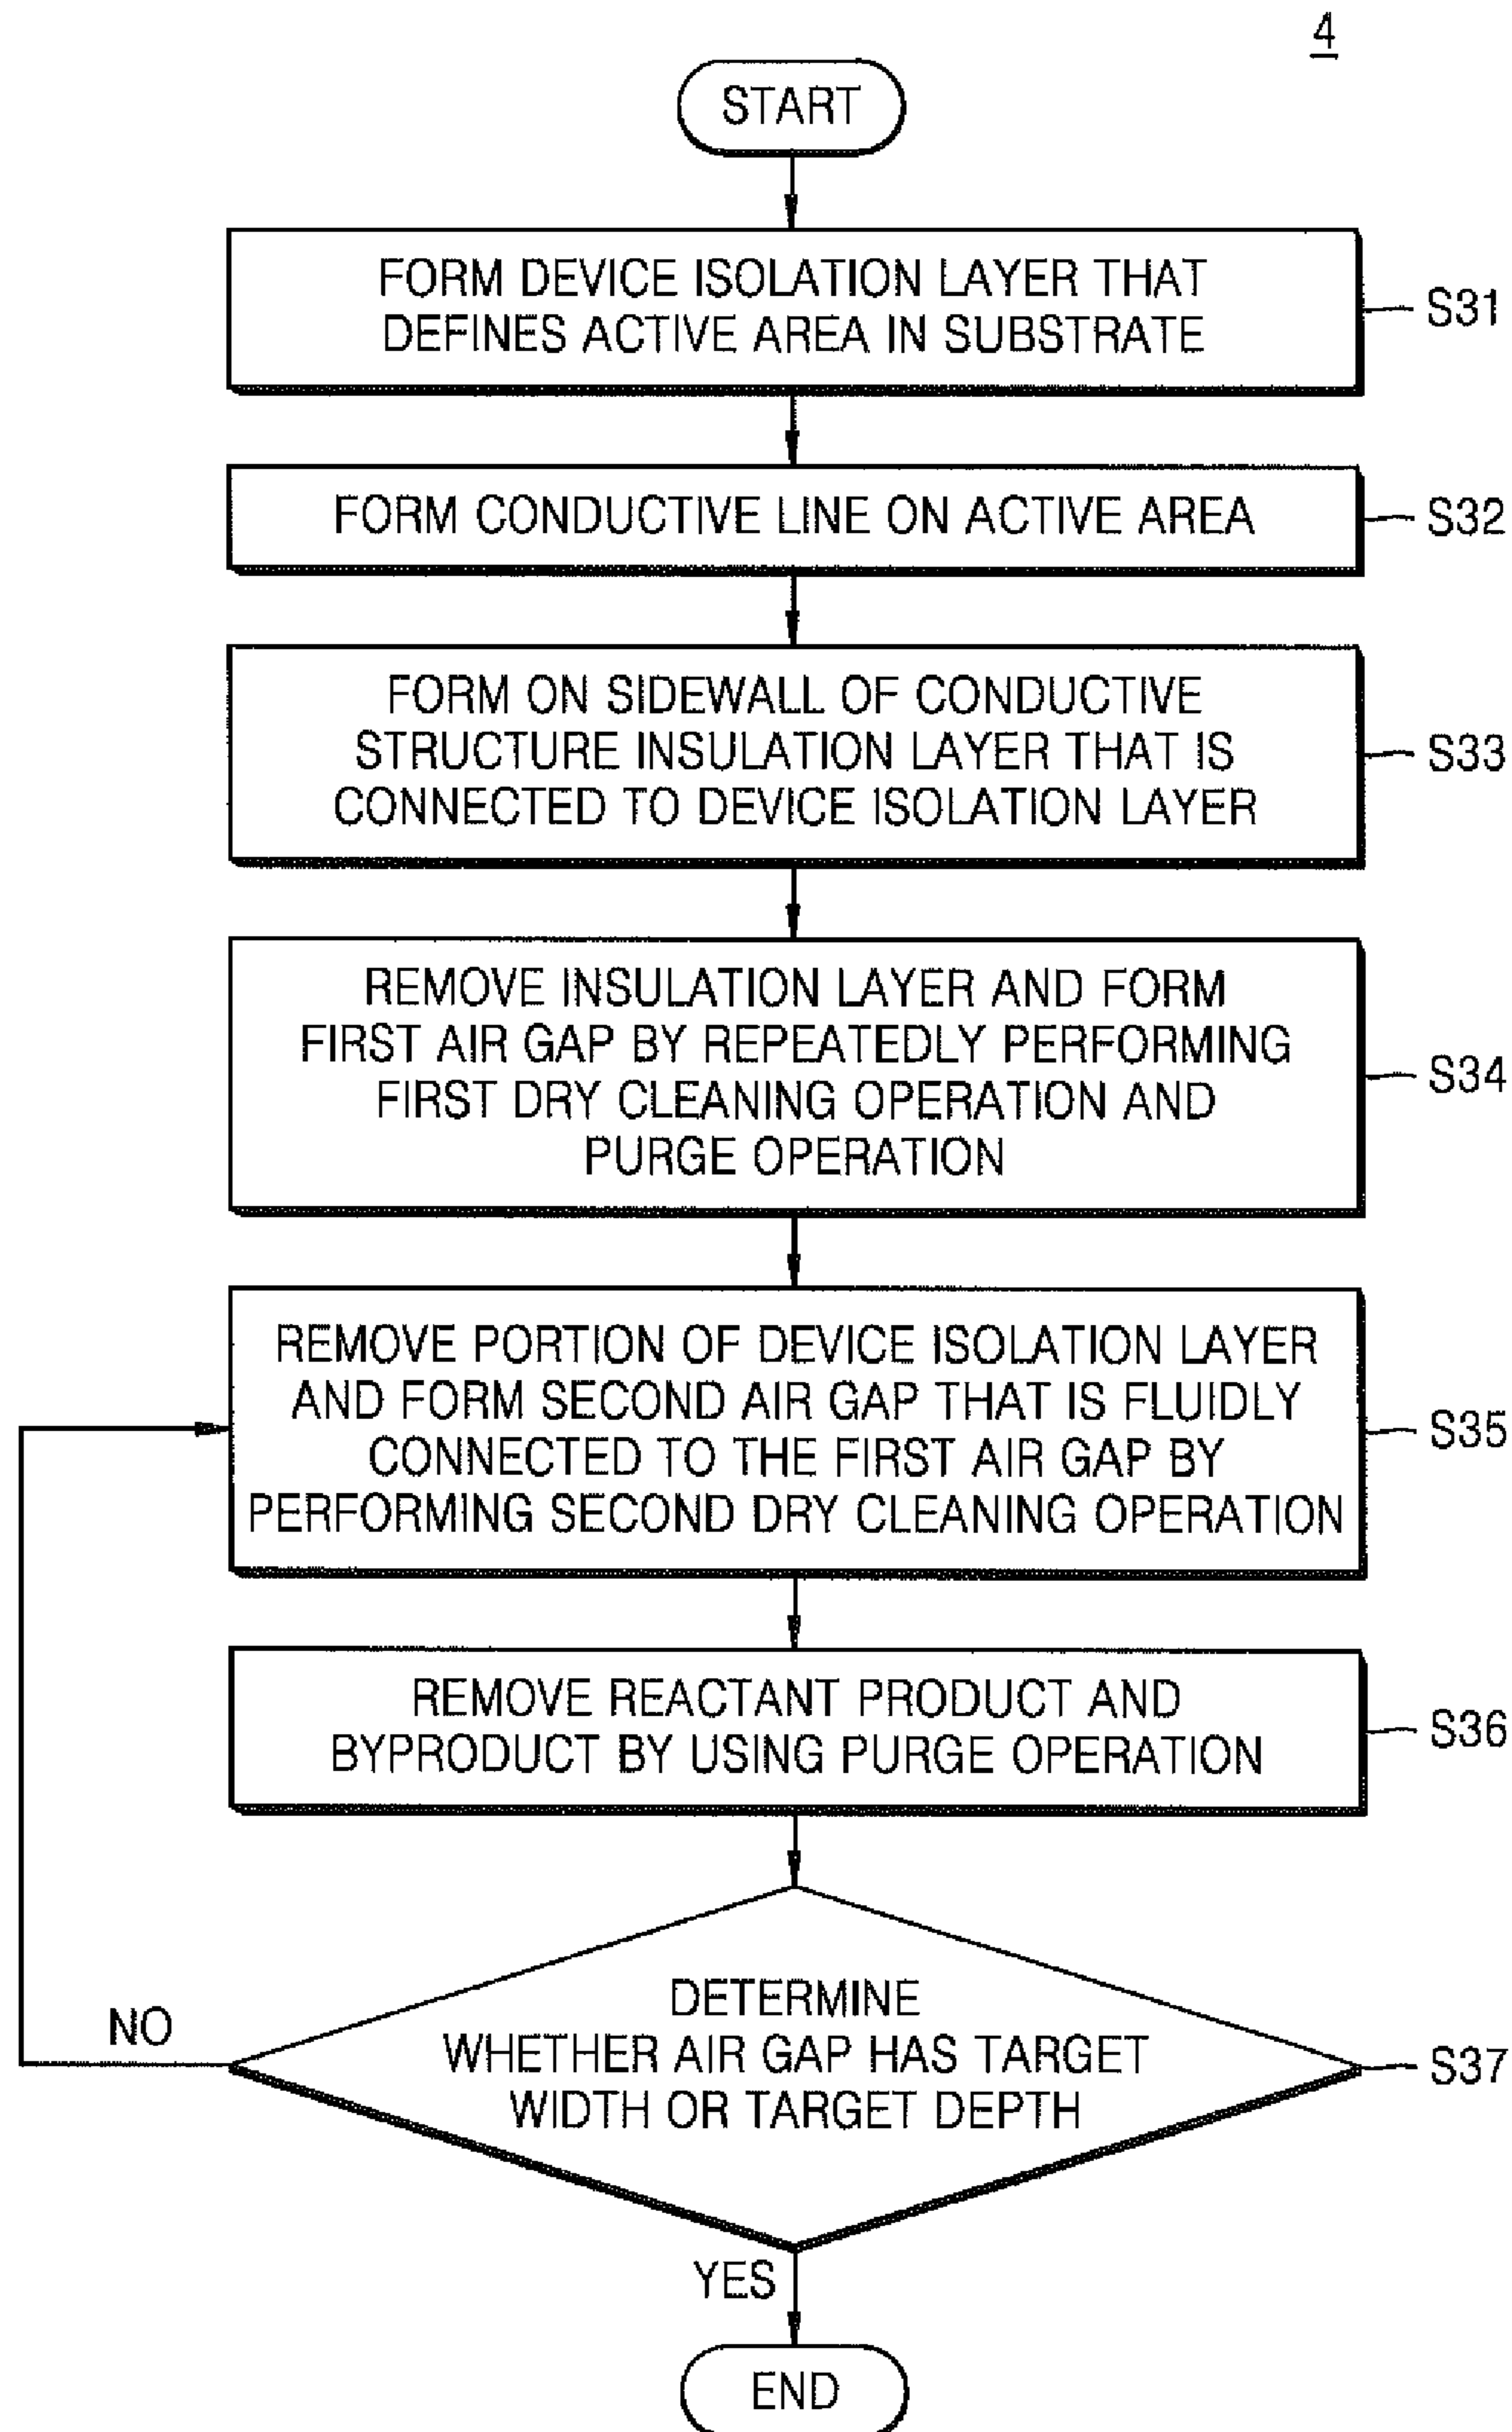 4
START
FORM DEVICE ISOLATION LAYER THAT
DEFINES ACTIVE AREA IN SUBSTRATE
S31
FORM CONDUCTIVE LINE ON ACTIVE AREA
S32
FORM ON SIDEWALL OF CONDUCTIVE
STRUCTURE INSULATION LAYER THAT IS
CONNECTED TO DEVICE ISOLATION LAYER
S33
REMOVE INSULATION LAYER AND FORM
FIRST AIR GAP BY REPEATEDLY PERFORMING
FIRST DRY CLEANING OPERATION AND
PURGE OPERATION
S34
REMOVE PORTION OF DEVICE ISOLATION LAYER
AND FORM SECOND AIR GAP THAT IS FLUIDLY
CONNECTED TO THE FIRST AIR GAP BY
PERFORMING SECOND DRY CLEANING OPERATION
S35
REMOVE REACTANT PRODUCT AND
BYPRODUCT BY USING PURGE OPERATION
S36
DETERMINE
WHETHER AIR GAP HAS TARGET
WIDTH OR TARGET DEPTH
S37
NO
YES
END